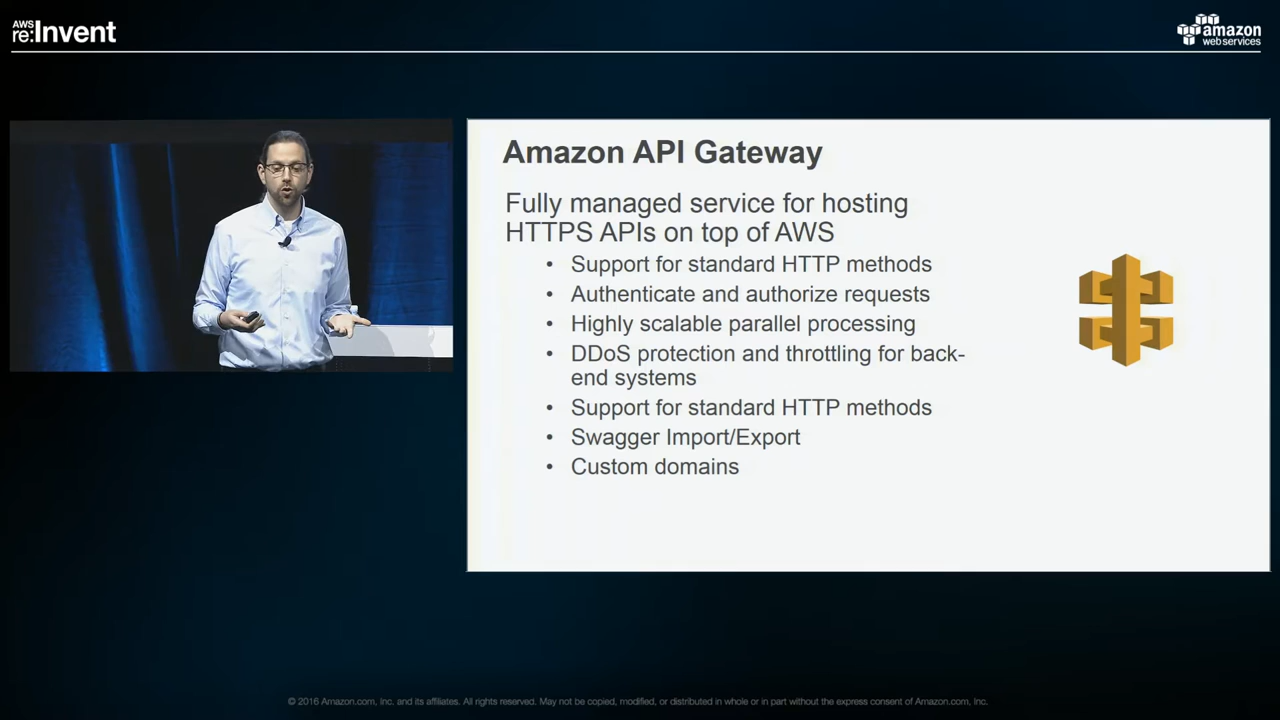 AWS
re:Invent
amazon
web services
Amazon API Gateway
Fully managed service for hosting
HTTPS APIs on top of AWS
• Support for standard HTTP methods
• Authenticate and authorize requests
• Highly scalable parallel processing
• DDoS protection and throttling for back-
end systems
• Support for standard HTTP methods
• Swagger Import/Export
• Custom domains
© 2016 Amazon.com, Inc. and its affiliates. All rights reserved. May not be copied, modified, or distributed in whole or in part without the express consent of Amazon.com, Inc.